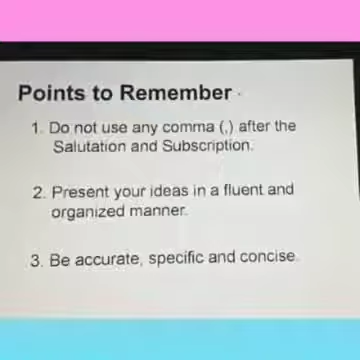 Points to Remember
1. Do not use any comma (,) after the
Salutation and Subscription.
2. Present your ideas in a fluent and
organized manner.
3. Be accurate, specific and concise.